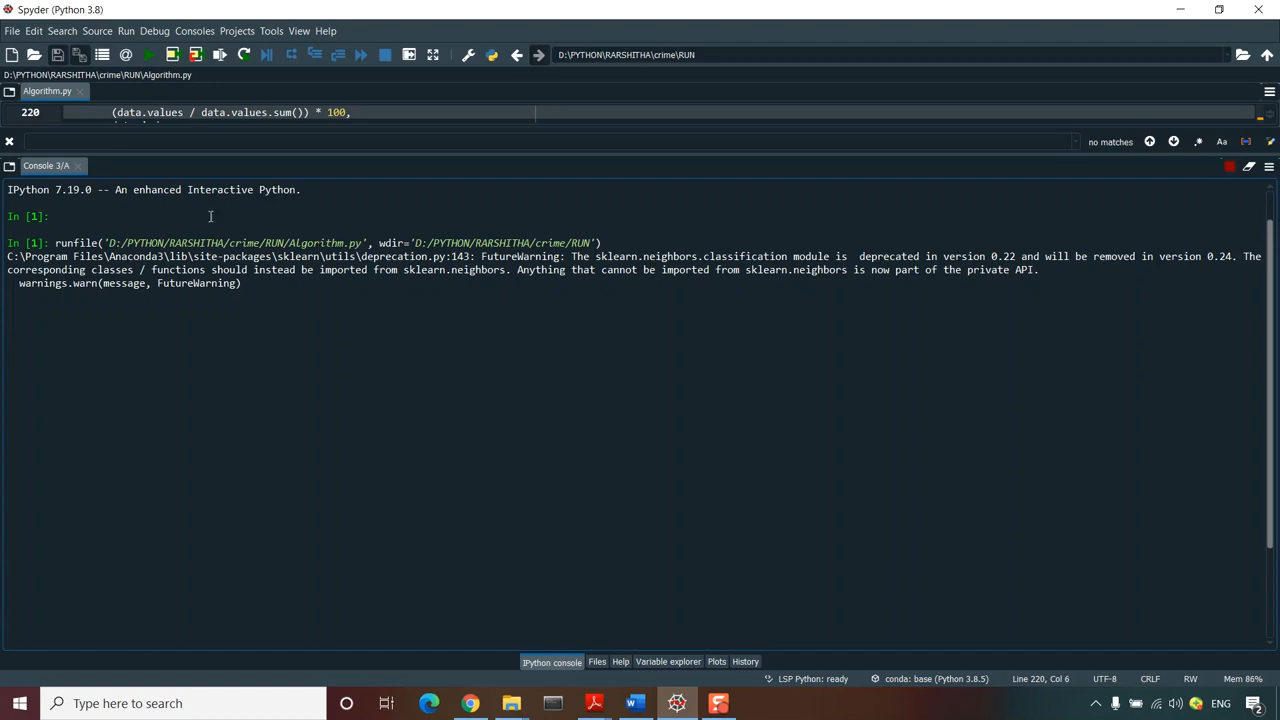 Spyder (Python 3.8)
File Edit Search Source Run Debug Consoles Projects Tools View Help
D:\PYTHON\RARSHITHA\crime\RUN
D:\PYTHON\RARSHITHA\crime\RUN\Algorithm.py
Algorithm.py
220 (data.values / data.values.sum()) * 100,
no matches
Console 3/A
IPython 7.19.0 -- An enhanced Interactive Python.
In [1]:
In [1]: runfile('D:/PYTHON/RARSHITHA/crime/RUN/Algorithm.py', wdir='D:/PYTHON/RARSHITHA/crime/RUN')
C:\Program Files\Anaconda3\lib\site-packages\sklearn\utils\deprecation.py:143: FutureWarning: The sklearn.neighbors.classification module is  deprecated in version 0.22 and will be removed in version 0.24. The
corresponding classes / functions should instead be imported from sklearn.neighbors. Anything that cannot be imported from sklearn.neighbors is now part of the private API.
warnings.warn(message, FutureWarning)
IPython console Files Help Variable explorer Plots History
LSP Python: ready conda: base (Python 3.8.5) Line 220, Col 6 UTF-8 CRLF RW Mem 86%
Type here to search ENG 2